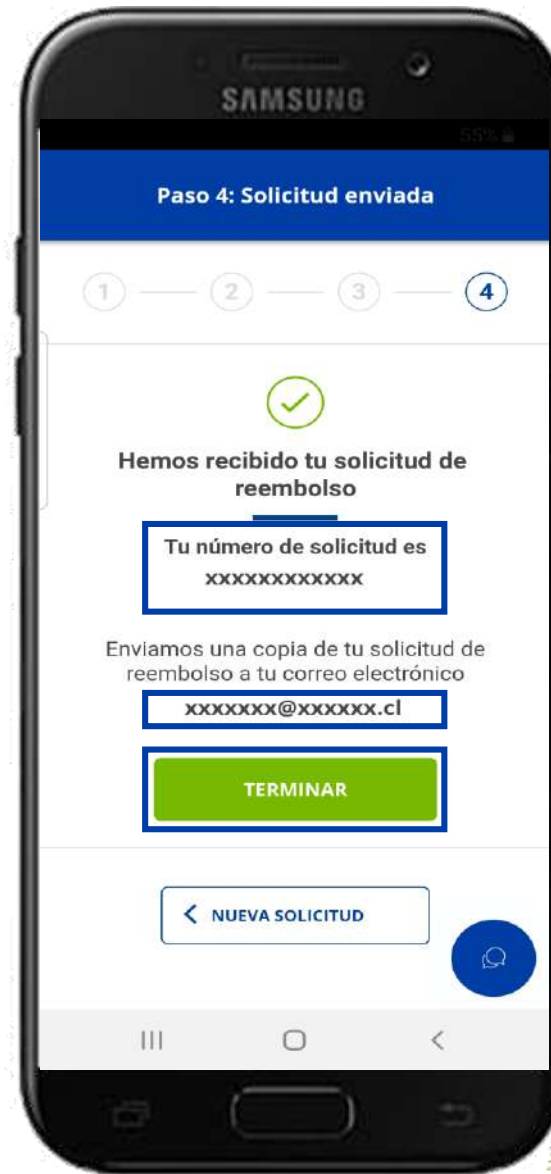 SAMSUNG
55%
Paso 4: Solicitud enviada
1 2 3 4
Hemos recibido tu solicitud de
reembolso
Tu número de solicitud es
xxxxxxxxxxxx
Enviamos una copia de tu solicitud de
reembolso a tu correo electrónico
xxxxxxx@xxxxxx.cl
TERMINAR
NUEVA SOLICITUD